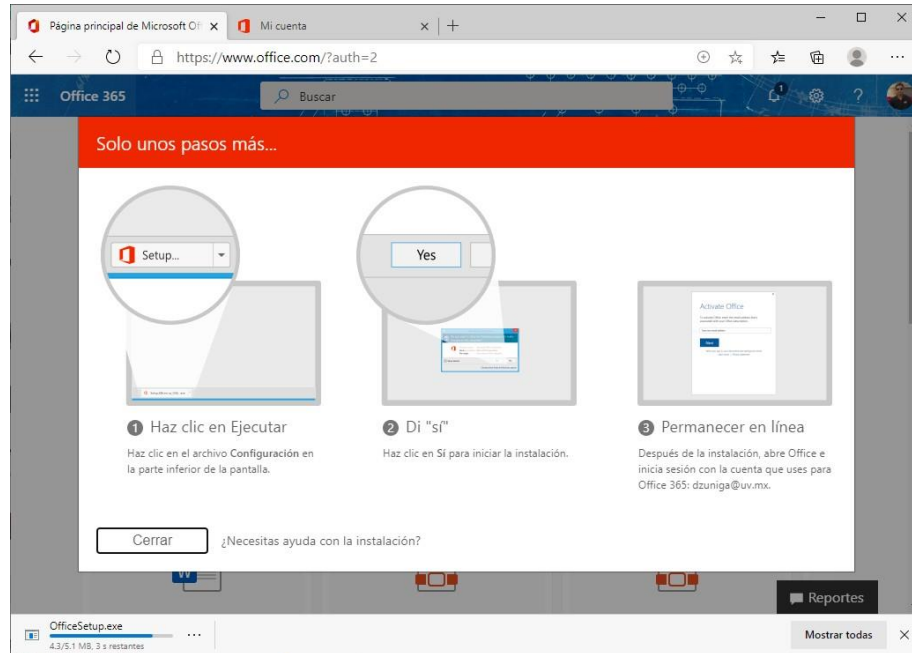 Página principal de Microsoft Of
Mi cuenta
https://www.office.com/?auth=2
Office 365
Buscar
1
?
Solo unos pasos más...
Setup...
Yes
Activate Office
1 Haz clic en Ejecutar
Haz clic en el archivo Configuración en
la parte inferior de la pantalla.
2 Di "sí"
Haz clic en Sí para iniciar la instalación.
3 Permanecer en línea
Después de la instalación, abre Office e
inicia sesión con la cuenta que uses para
Office 365: dzuniga@uv.mx.
Cerrar
¿Necesitas ayuda con la instalación?
W
Reportes
OfficeSetup.exe
4.3/5.1 MB, 3 s restantes
Mostrar todas